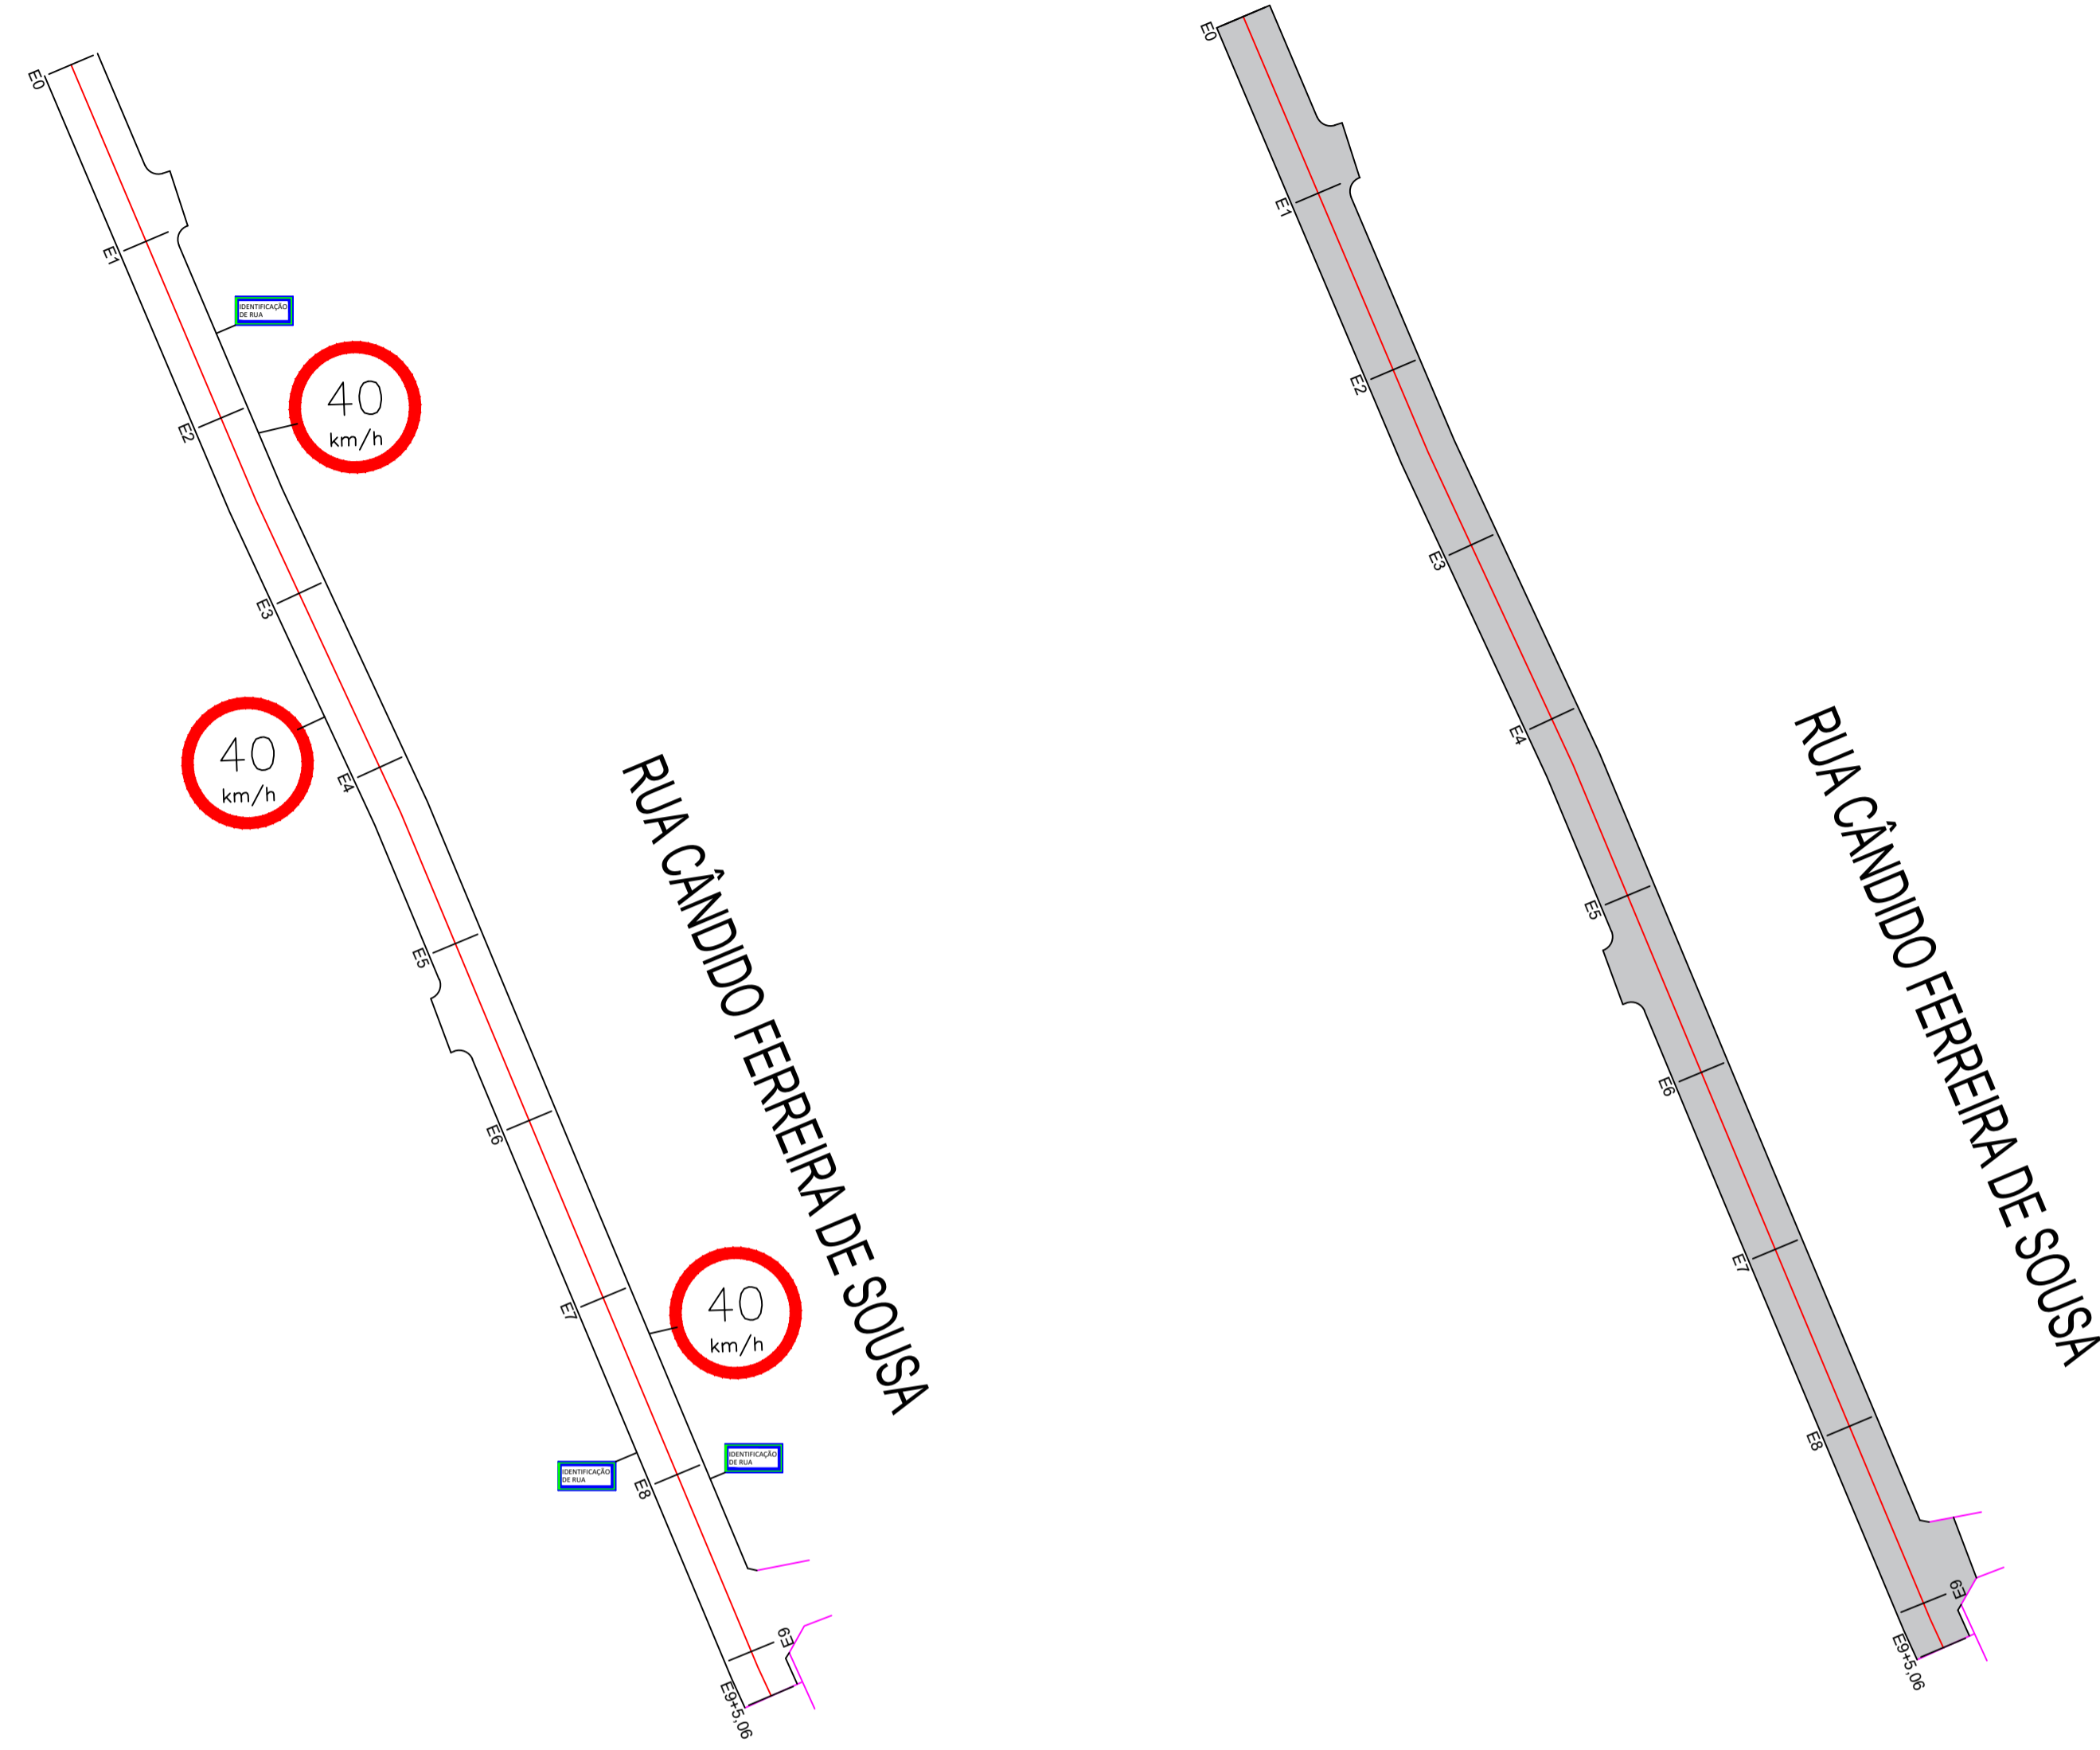 E0
E1
IDENTIFICAÇÃO
DE RUA
40
km/h
E2
E3
40
km/h
E4
E5
E6
E7
40
km/h
IDENTIFICAÇÃO
DE RUA
IDENTIFICAÇÃO
DE RUA
E8
E9
E9+5,06
RUA CÂNDIDO FERREIRA DE SOUSA
E0
E1
E2
E3
E4
E5
E6
E7
E8
E9
E9+5,06
RUA CÂNDIDO FERREIRA DE SOUSA